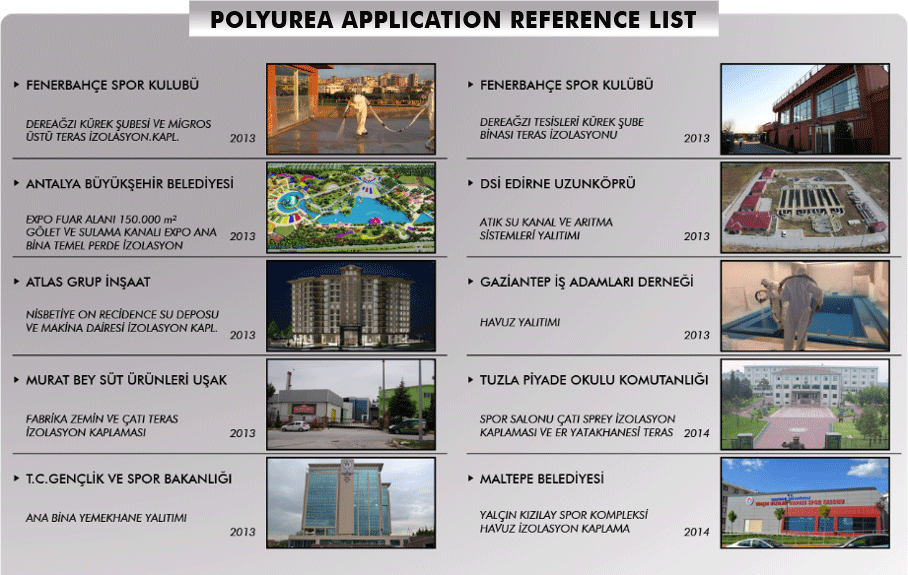 POLYUREA APPLICATION REFERENCE LIST
FENERBAHÇE SPOR KULUBÜ
DEREAĞZI KÜREK ŞUBESİ VE MİGROS
ÜSTÜ TERAS İZOLASYON.KAPL.
2013
ANTALYA BÜYÜKŞEHİR BELEDİYESİ
EXPO FUAR ALANI 150.000 m²
GÖLET VE SULAMA KANALI EXPO ANA
BİNA TEMEL PERDE İZOLASYON
2013
ATLAS GRUP İNŞAAT
NİSBETİYE ON RECİDENCE SU DEPOSU
VE MAKİNA DAİRESİ İZOLASYON KAPL.
2013
MURAT BEY SÜT ÜRÜNLERİ UŞAK
FABRİKA ZEMİN VE ÇATI TERAS
İZOLASYON KAPLAMASI
2013
T.C.GENÇLİK VE SPOR BAKANLIĞI
ANA BİNA YEMEKHANE YALITIMI
2013
FENERBAHÇE SPOR KULÜBÜ
DEREAĞZI TESİSLERİ KÜREK ŞUBE
BİNASI TERAS İZOLASYONU
2013
DSİ EDİRNE UZUNKÖPRÜ
ATIK SU KANAL VE ARITMA
SİSTEMLERİ YALITIMI
2013
GAZİANTEP İŞ ADAMLARI DERNEĞİ
HAVUZ YALITIMI
2013
TUZLA PİYADE OKULU KOMUTANLIĞI
SPOR SALONU ÇATI SPREY İZOLASYON
KAPLAMASI VE ER YATAKHANESİ TERAS
2014
MALTEPE BELEDİYESİ
YALÇIN KIZILAY SPOR KOMPLEKSİ
HAVUZ İZOLASYON KAPLAMA
2014